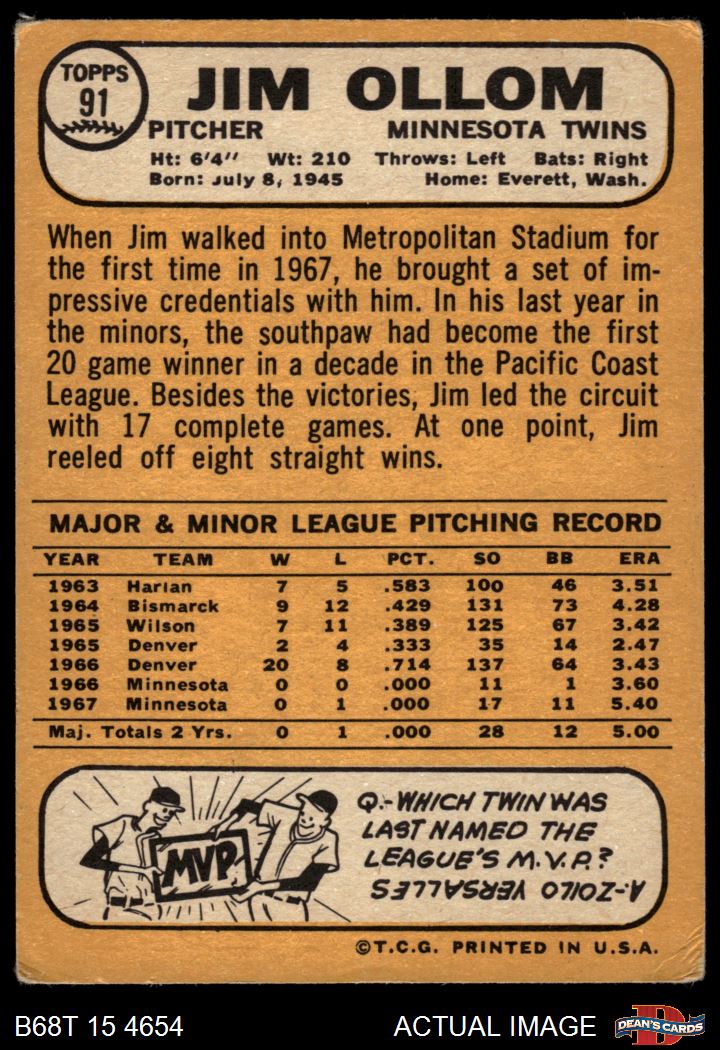 TOPPS
91
JIM OLLOM
PITCHER MINNESOTA TWINS
Ht: 6'4" Wt: 210 Throws: Left Bats: Right
Born: July 8, 1945 Home: Everett, Wash.
When Jim walked into Metropolitan Stadium for
the first time in 1967, he brought a set of im-
pressive credentials with him. In his last year in
the minors, the southpaw had become the first
20 game winner in a decade in the Pacific Coast
League. Besides the victories, Jim led the circuit
with 17 complete games. At one point, Jim
reeled off eight straight wins.
MAJOR & MINOR LEAGUE PITCHING RECORD
YEAR TEAM W L PCT. SO BB ERA
1963 Harlan 7 5 .583 100 46 3.51
1964 Bismarck 9 12 .429 131 73 4.28
1965 Wilson 7 11 .389 125 67 3.42
1965 Denver 2 4 .333 35 14 2.47
1966 Denver 20 8 .714 137 64 3.43
1966 Minnesota 0 0 .000 11 1 3.60
1967 Minnesota 0 1 .000 17 11 5.40
Maj. Totals 2 Yrs. 0 1 .000 28 12 5.00
MVP
Q.-WHICH TWIN WAS
LAST NAMED THE
LEAGUE'S M.V.P.?
A.-ZOILO VERSALLES
©T.C.G. PRINTED IN U.S.A.
B68T 15 4654 ACTUAL IMAGE
D
DEAN'S CARDS